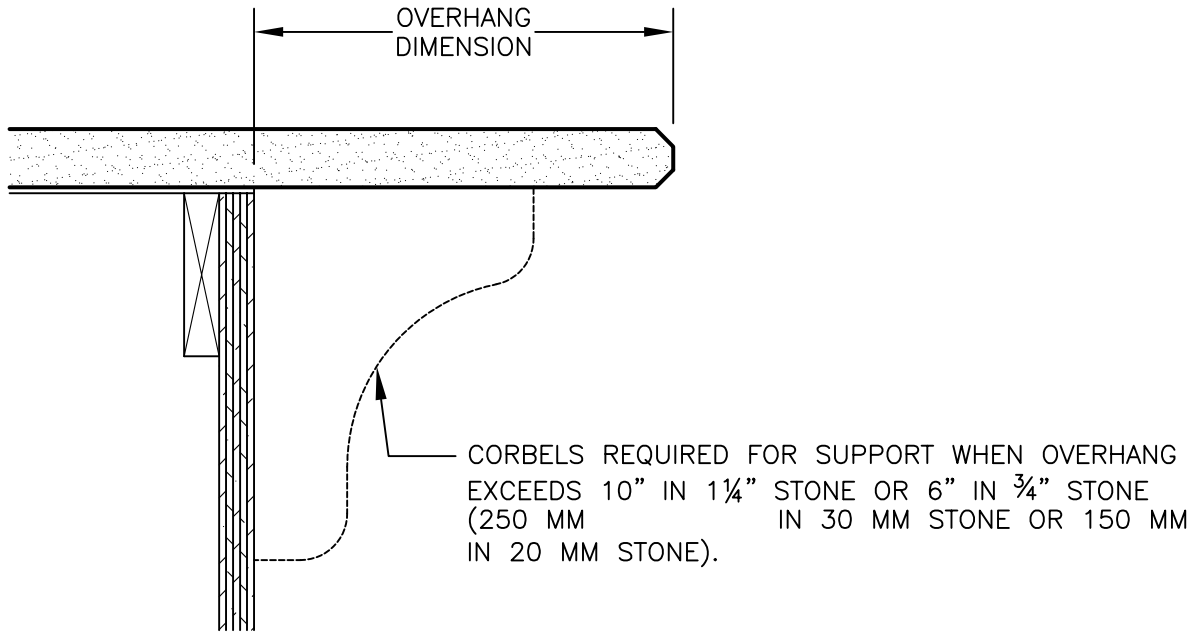 OVERHANG
DIMENSION
CORBELS REQUIRED FOR SUPPORT WHEN OVERHANG
EXCEEDS 10” IN 1¼” STONE OR 6” IN ¾” STONE
(250 MM IN 30 MM STONE OR 150 MM
IN 20 MM STONE).